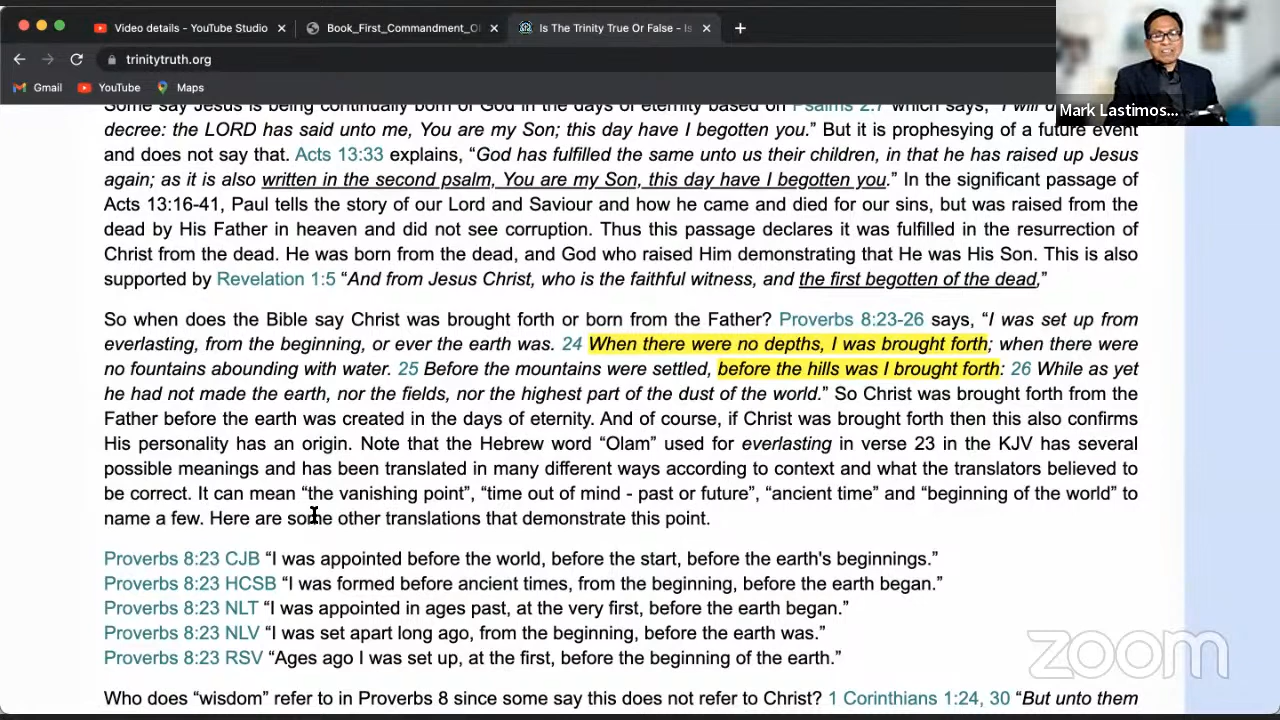 Video details - YouTube Studio
Book_First_Commandment_O
Is The Trinity True Or False - Is
trinitytruth.org
Gmail
YouTube
Maps
Mark Lastimos...
Some say Jesus is being continually born of God in the days of eternity based on Psalms 2:7 which says, “I will
decree: the LORD has said unto me, You are my Son; this day have I begotten you.” But it is prophesying of a future event
and does not say that. Acts 13:33 explains, “God has fulfilled the same unto us their children, in that he has raised up Jesus
again; as it is also written in the second psalm, You are my Son, this day have I begotten you.” In the significant passage of
Acts 13:16-41, Paul tells the story of our Lord and Saviour and how he came and died for our sins, but was raised from the
dead by His Father in heaven and did not see corruption. Thus this passage declares it was fulfilled in the resurrection of
Christ from the dead. He was born from the dead, and God who raised Him demonstrating that He was His Son. This is also
supported by Revelation 1:5 “And from Jesus Christ, who is the faithful witness, and the first begotten of the dead,”
So when does the Bible say Christ was brought forth or born from the Father? Proverbs 8:23-26 says, “I was set up from
everlasting, from the beginning, or ever the earth was. 24 When there were no depths, I was brought forth; when there were
no fountains abounding with water. 25 Before the mountains were settled, before the hills was I brought forth: 26 While as yet
he had not made the earth, nor the fields, nor the highest part of the dust of the world.” So Christ was brought forth from the
Father before the earth was created in the days of eternity. And of course, if Christ was brought forth then this also confirms
His personality has an origin. Note that the Hebrew word “Olam” used for everlasting in verse 23 in the KJV has several
possible meanings and has been translated in many different ways according to context and what the translators believed to
be correct. It can mean “the vanishing point”, “time out of mind - past or future”, “ancient time” and “beginning of the world” to
name a few. Here are some other translations that demonstrate this point.
Proverbs 8:23 CJB “I was appointed before the world, before the start, before the earth's beginnings.”
Proverbs 8:23 HCSB “I was formed before ancient times, from the beginning, before the earth began.”
Proverbs 8:23 NLT “I was appointed in ages past, at the very first, before the earth began.”
Proverbs 8:23 NLV “I was set apart long ago, from the beginning, before the earth was.”
Proverbs 8:23 RSV “Ages ago I was set up, at the first, before the beginning of the earth.”
zoom
Who does “wisdom” refer to in Proverbs 8 since some say this does not refer to Christ? 1 Corinthians 1:24, 30 “But unto them